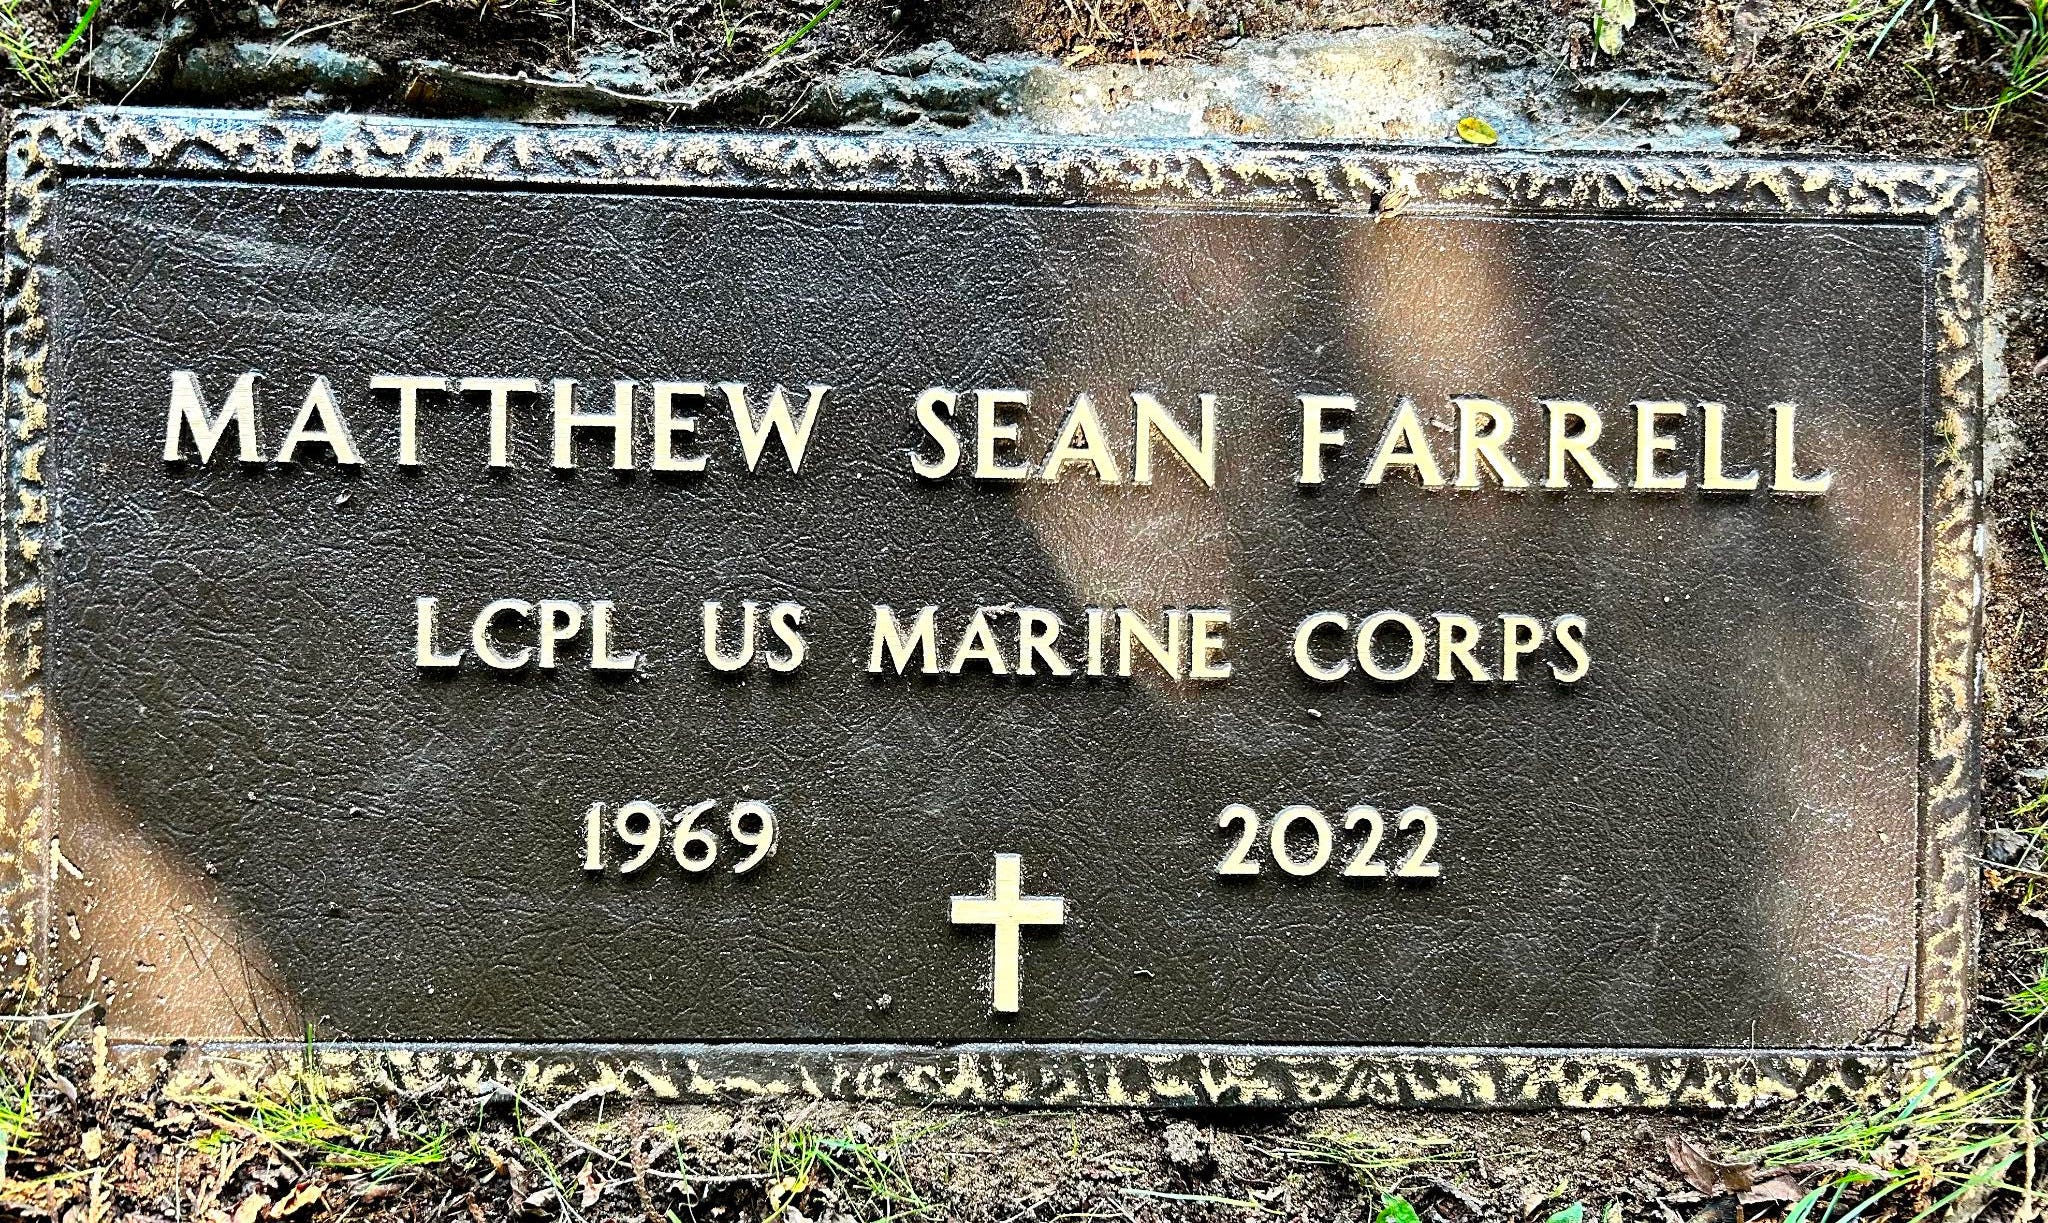 MATTHEW SEAN FARRELL
LCPL US MARINE CORPS
1969 2022